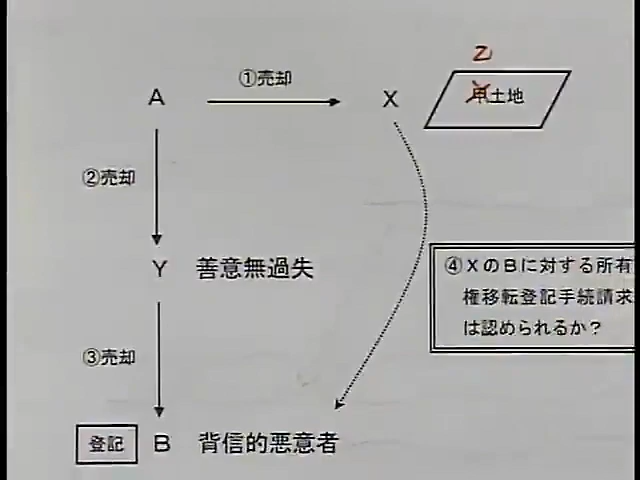 乙
①売却
A
X
甲土地
②売却
Y 善意無過失
④XのBに対する所有
権移転登記手続請求
は認められるか？
③売却
登記 B 背信的悪意者